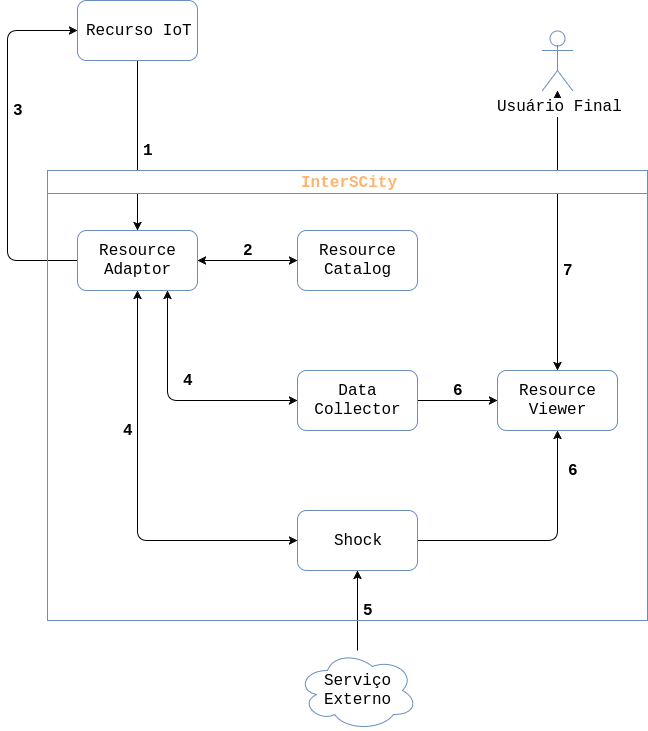 Recurso IoT
3
1
Usuário Final
InterSCity
Resource
Adaptor
2
Resource
Catalog
7
4
Data
Collector
6
Resource
Viewer
4
6
Shock
5
Serviço
Externo